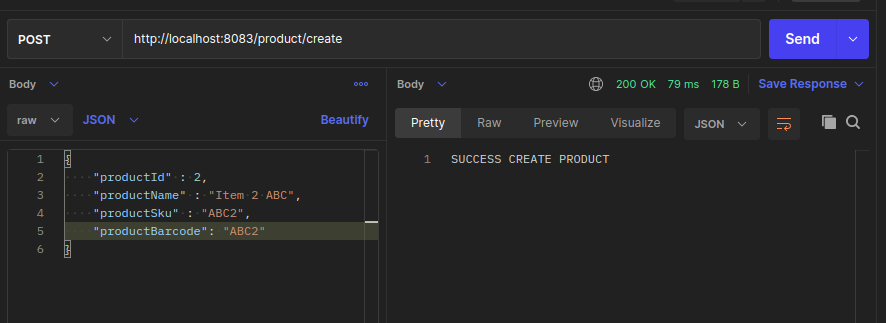 POST http://localhost:8083/product/create Send
Body Body 200 OK 79 ms 178 B Save Response
raw JSON Beautify Pretty Raw Preview Visualize JSON
1 {
2 "productId" : 2,
3 "productName" : "Item 2 ABC",
4 "productSku" : "ABC2",
5 "productBarcode": "ABC2"
6 }
1 SUCCESS CREATE PRODUCT